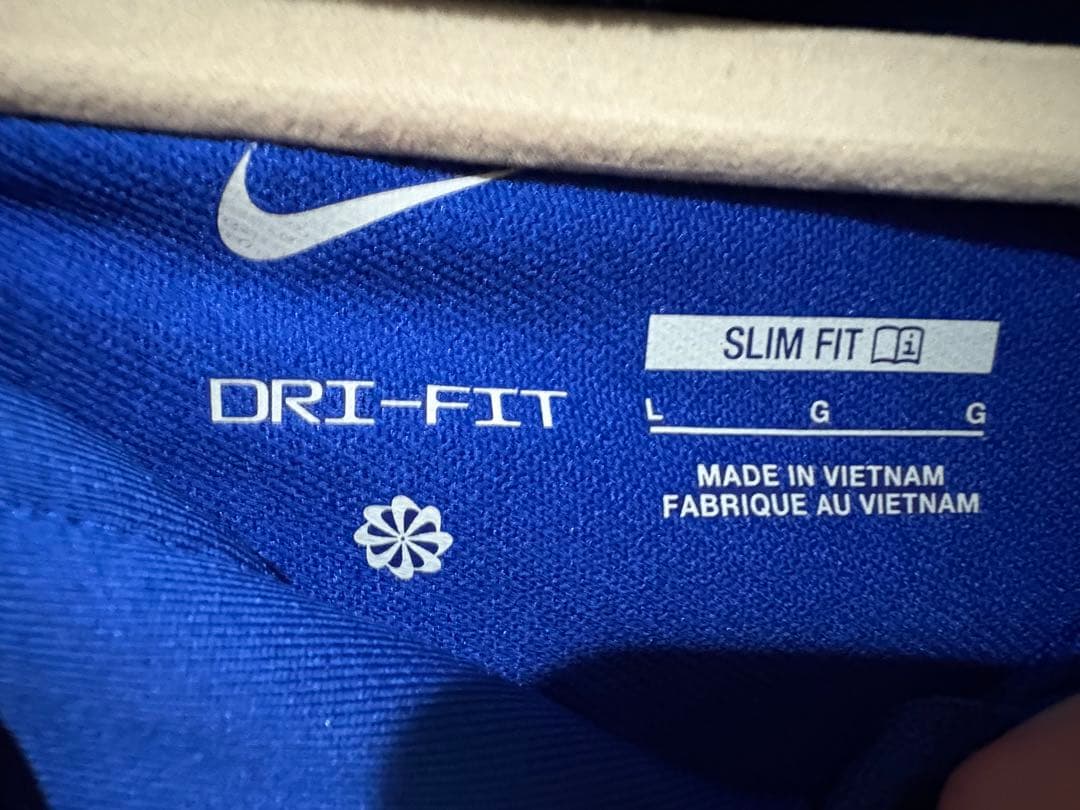 DRI-FIT
SLIM FIT
L G G
MADE IN VIETNAM
FABRIQUE AU VIETNAM